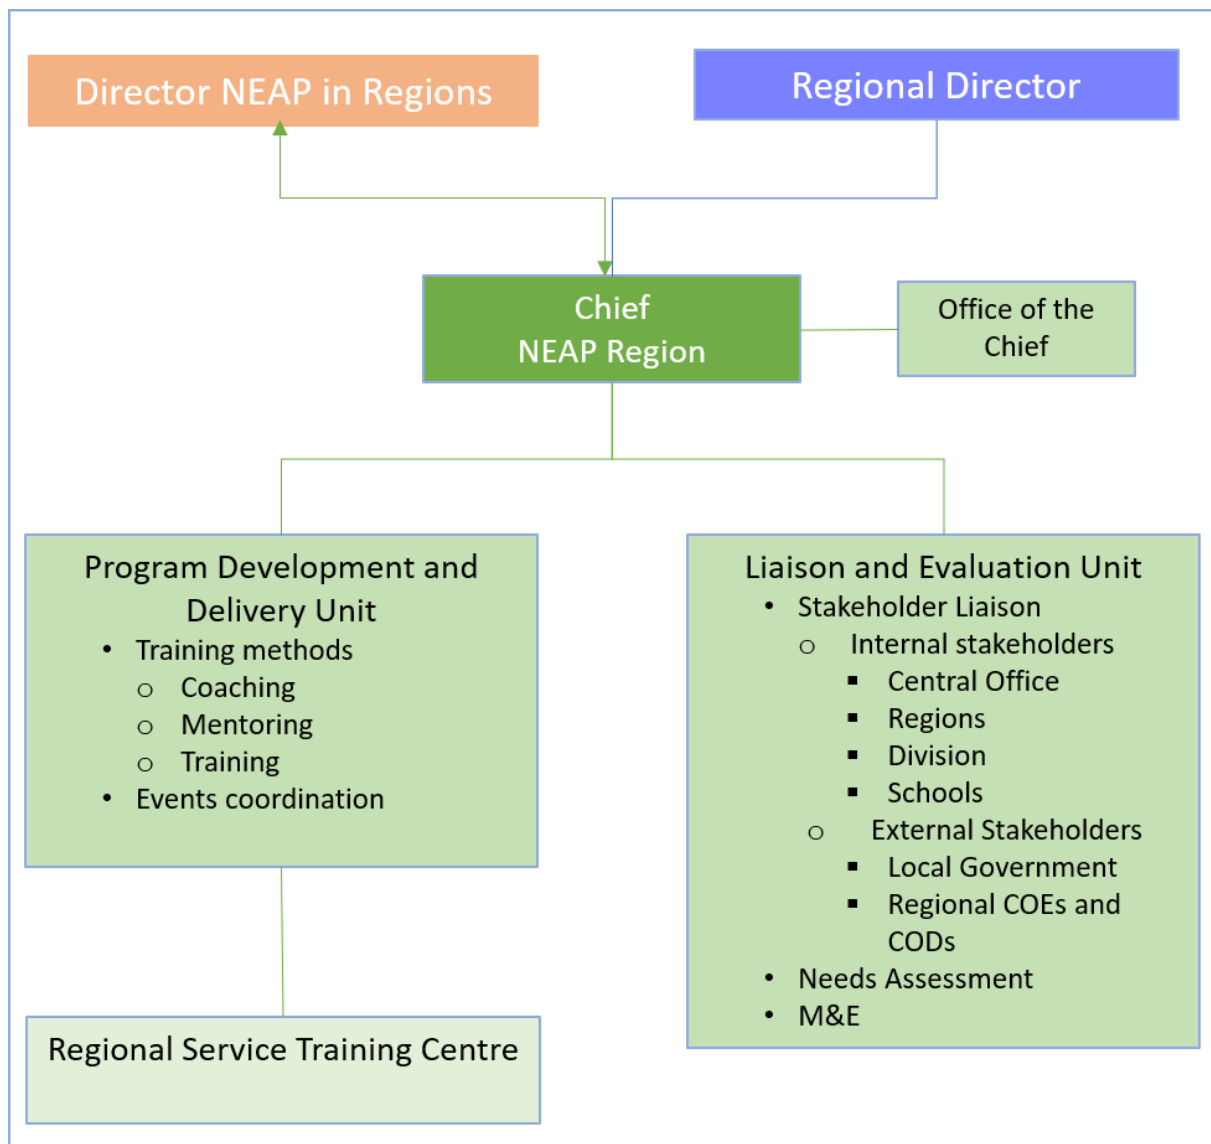 Director NEAP in Regions
Regional Director
Chief
NEAP Region
Office of the
Chief
Program Development and
Delivery Unit
• Training methods
o Coaching
o Mentoring
o Training
• Events coordination
Liaison and Evaluation Unit
• Stakeholder Liaison
o Internal stakeholders
▪ Central Office
▪ Regions
▪ Division
▪ Schools
o External Stakeholders
▪ Local Government
▪ Regional COEs and
CODs
• Needs Assessment
• M&E
Regional Service Training Centre